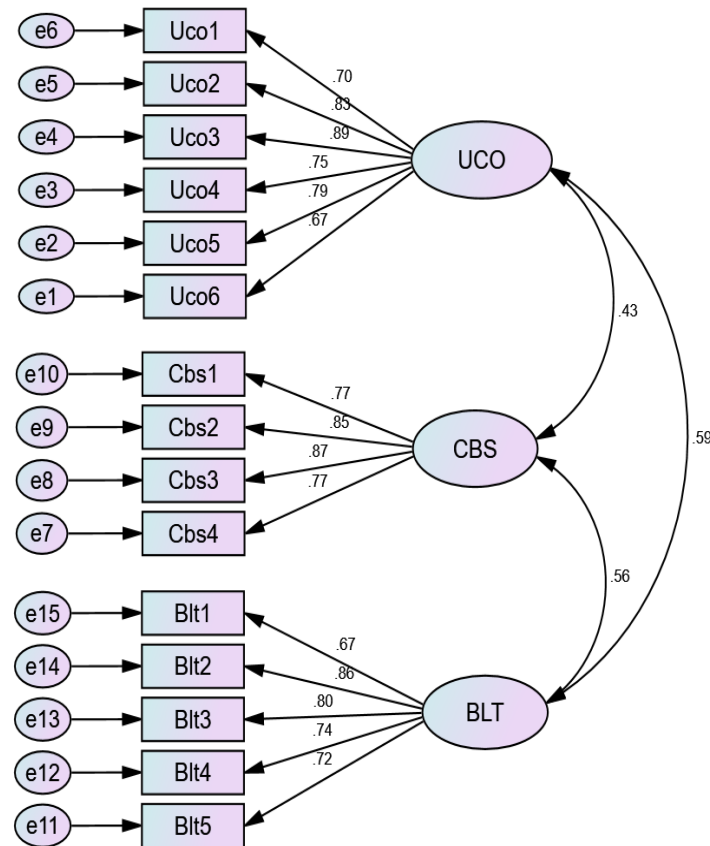 e6 Uco1
.70
e5 Uco2
.83
e4 Uco3
.89
UCO
e3 Uco4
.75
e2 Uco5
.79
e1 Uco6
.67
.43
e10 Cbs1
.77
e9 Cbs2
.85
CBS
.59
e8 Cbs3
.87
e7 Cbs4
.77
.56
e15 Blt1
.67
e14 Blt2
.86
e13 Blt3
.80
BLT
e12 Blt4
.74
e11 Blt5
.72